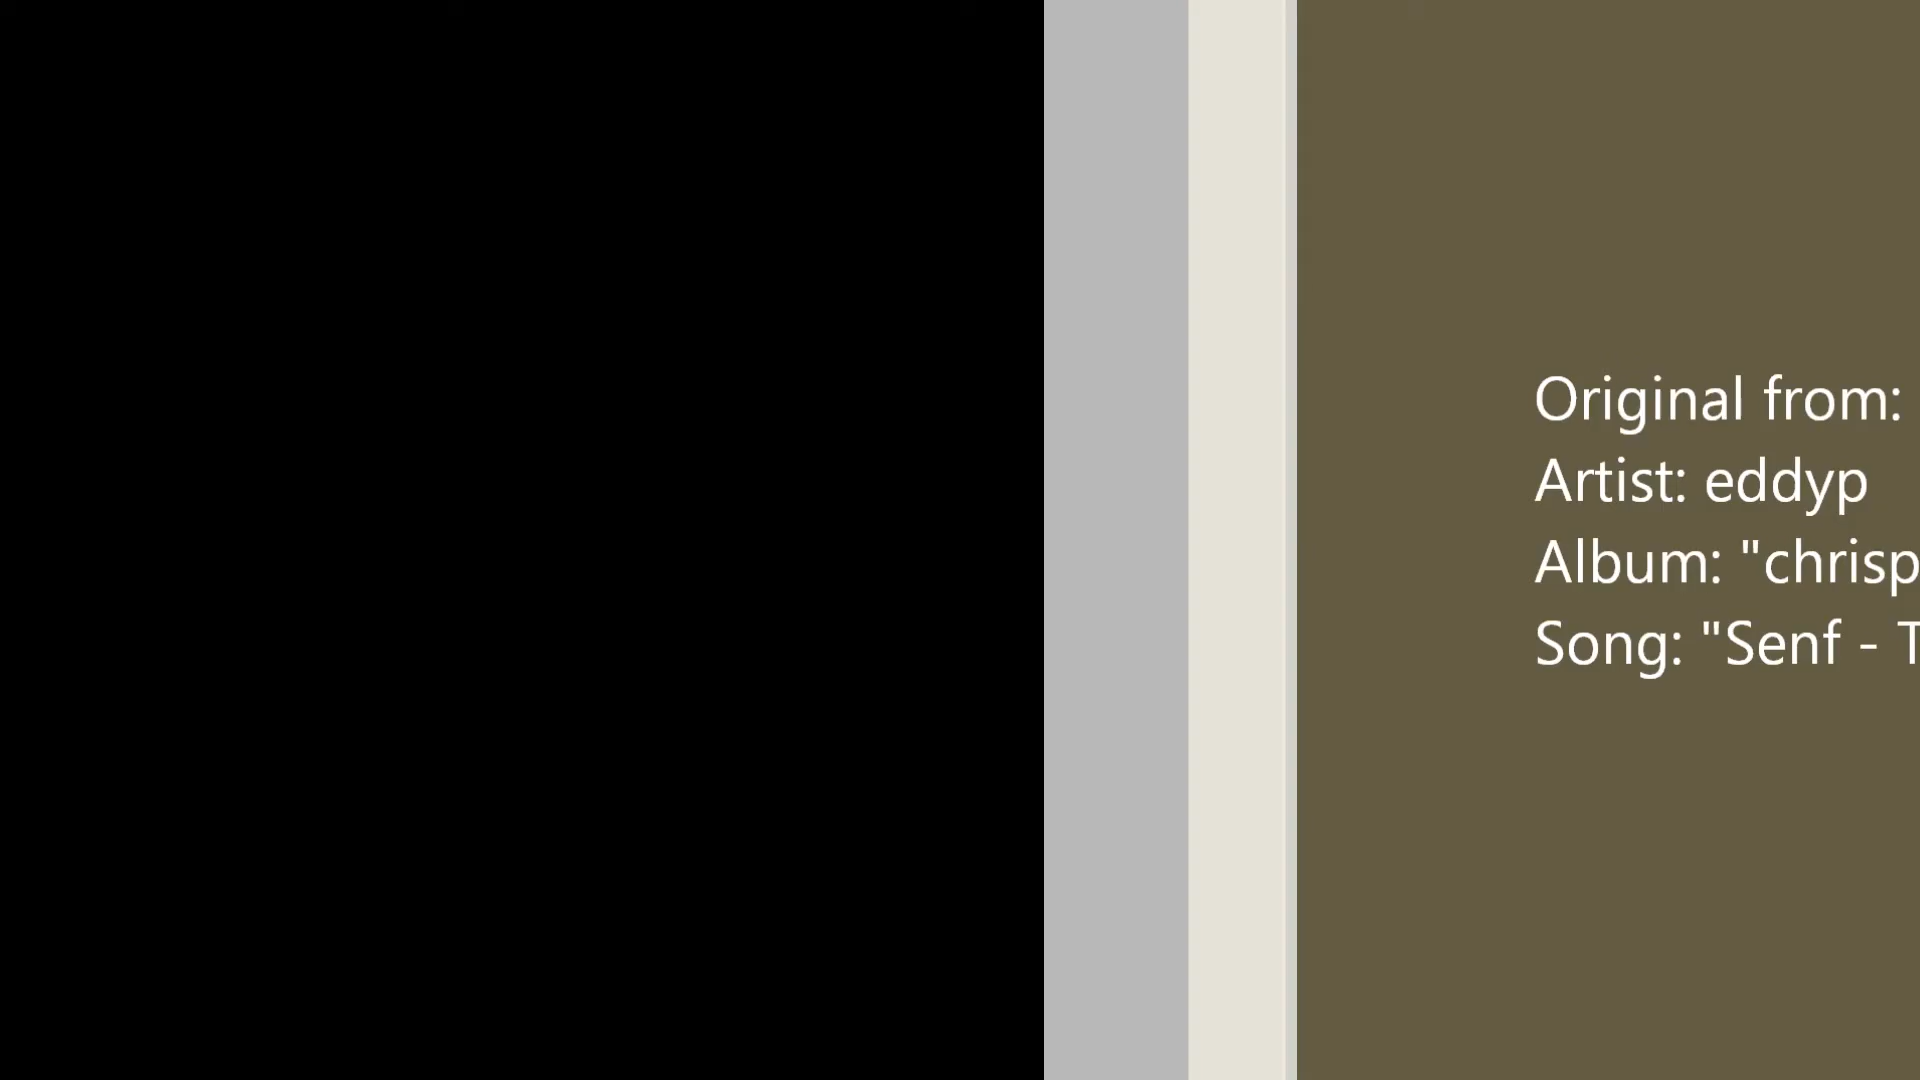 Original from:
Artist: eddyp
Album: "chrisp
Song: "Senf - T